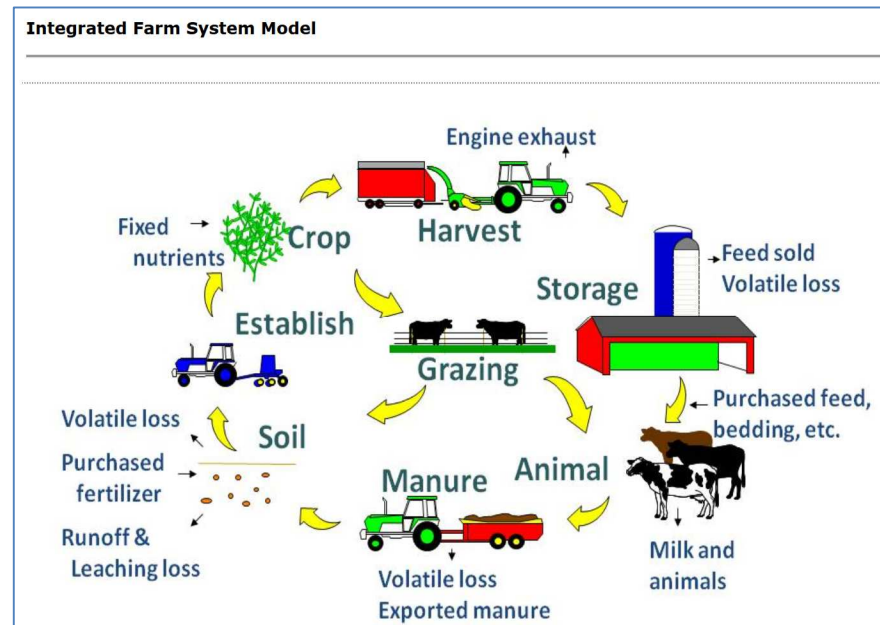 Integrated Farm System Model
Engine exhaust
Fixed
nutrients
Crop
Harvest
Feed sold
Volatile loss
Storage
Establish
Grazing
Purchased feed,
bedding, etc.
Volatile loss
Soil
Purchased
fertilizer
Manure
Animal
Runoff &
Leaching loss
Milk and
animals
Volatile loss
Exported manure